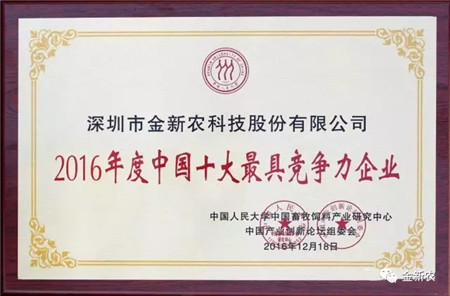 深圳市金新农科技股份有限公司
2016年度中国十大最具竞争力企业
中国人民大学中国畜牧饲料产业研究中心
中国产业创新论坛组委会
2016年12月18日
金新农